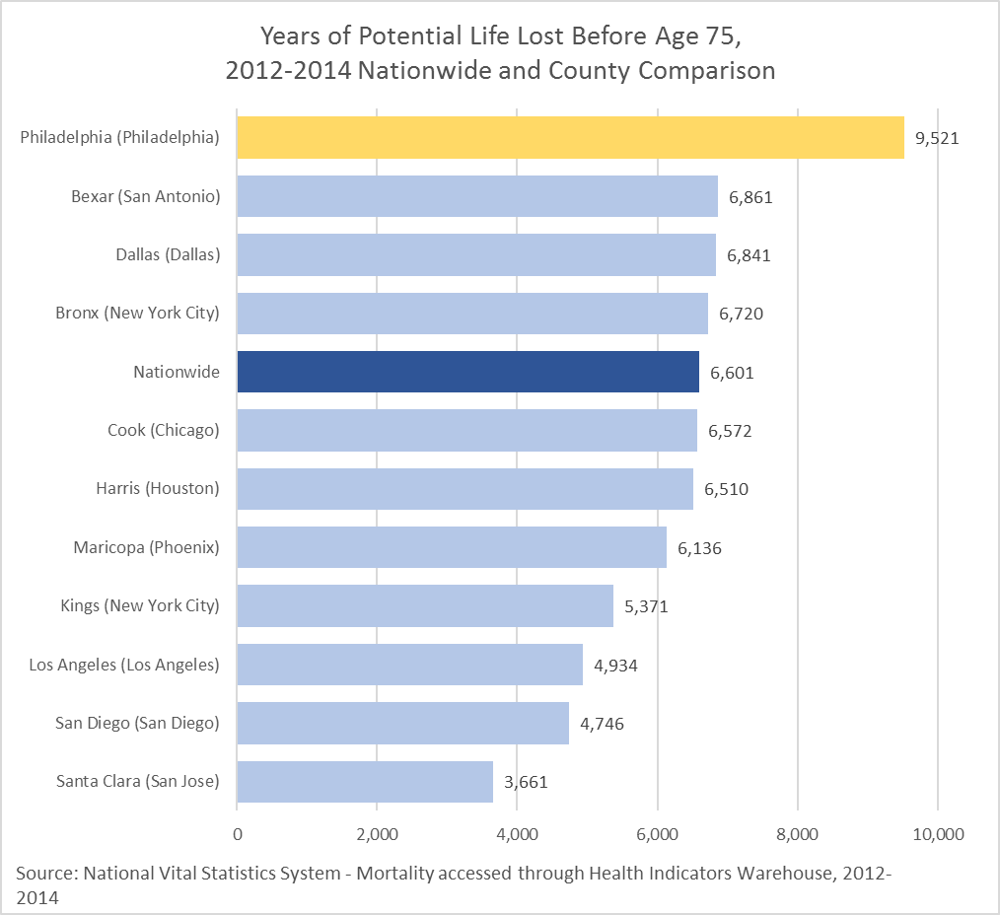 Years of Potential Life Lost Before Age 75,
2012-2014 Nationwide and County Comparison
Philadelphia (Philadelphia) 9,521
Bexar (San Antonio) 6,861
Dallas (Dallas) 6,841
Bronx (New York City) 6,720
Nationwide 6,601
Cook (Chicago) 6,572
Harris (Houston) 6,510
Maricopa (Phoenix) 6,136
Kings (New York City) 5,371
Los Angeles (Los Angeles) 4,934
San Diego (San Diego) 4,746
Santa Clara (San Jose) 3,661
0 2,000 4,000 6,000 8,000 10,000
Source: National Vital Statistics System - Mortality accessed through Health Indicators Warehouse, 2012-
2014